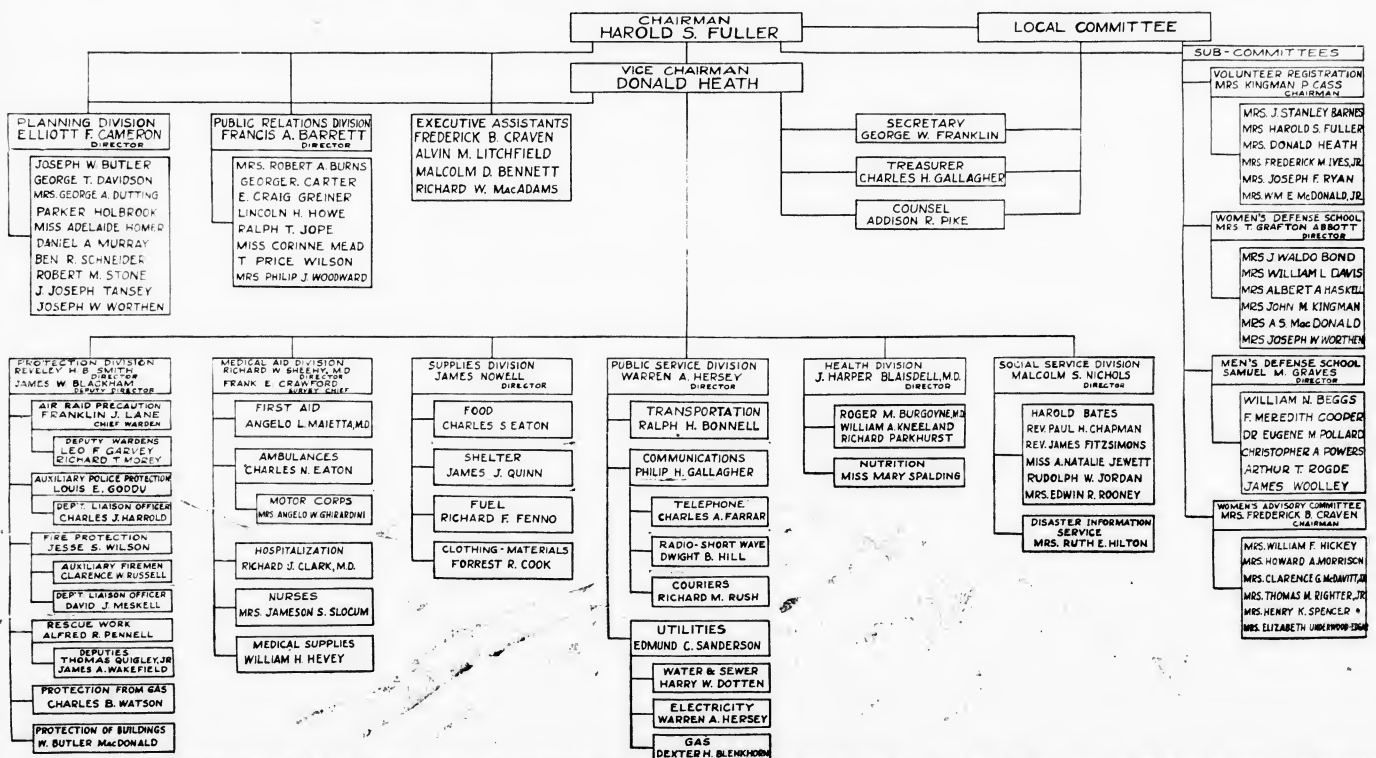 CHAIRMAN
HAROLD S. FULLER
LOCAL COMMITTEE
VICE CHAIRMAN
DONALD HEATH
PLANNING DIVISION
ELLIOTT F. CAMERON
DIRECTOR
JOSEPH W. BUTLER
GEORGE T. DAVIDSON
MRS. GEORGE A. DUTTING
PARKER HOLBROOK
MISS ADELAIDE HOMER
DANIEL A MURRAY
BEN R. SCHNEIDER
ROBERT M. STONE
J. JOSEPH TANSEY
JOSEPH W WORTHEN
PUBLIC RELATIONS DIVISION
FRANCIS A. BARRETT
DIRECTOR
MRS. ROBERT A. BURNS
GEORGE R. CARTER
E. CRAIG GREINER
LINCOLN H. HOWE
RALPH T. JOPE
MISS CORINNE MEAD
T PRICE WILSON
MRS PHILIP J. WOODWARD
EXECUTIVE ASSISTANTS
FREDERICK B. CRAVEN
ALVIN M. LITCHFIELD
MALCOLM D. BENNETT
RICHARD W. MacADAMS
SECRETARY
GEORGE W. FRANKLIN
TREASURER
CHARLES H. GALLAGHER
COUNSEL
ADDISON R. PIKE
SUB-COMMITTEES
VOLUNTEER REGISTRATION
MRS KINGMAN P CASS
CHAIRMAN
MRS. J. STANLEY BARNES
MRS HAROLD S. FULLER
MRS. DONALD HEATH
MRS FREDERICK M. IVES, JR.
MRS. JOSEPH F. RYAN
MRS. WM E McDONALD, JR.
WOMEN'S DEFENSE SCHOOL
MRS. T. GRAFTON ABBOTT
DIRECTOR
MRS J WALDO BOND
MRS WILLIAM L DAVIS
MRS ALBERT A HASKELL
MRS JOHN M. KINGMAN
MRS A S. MacDONALD
MRS JOSEPH W WORTHEN
MEN'S DEFENSE SCHOOL
SAMUEL M. GRAVES
DIRECTOR
WILLIAM N. BEGGS
F. MEREDITH COOPER
DR EUGENE M POLLARD
CHRISTOPHER A POWERS
ARTHUR T. ROGDE
JAMES WOOLLEY
WOMEN'S ADVISORY COMMITTEE
MRS. FREDERICK B. CRAVEN
CHAIRMAN
MRS. WILLIAM F. HICKEY
MRS. HOWARD A. MORRISON
MRS. CLARENCE G. McDAVITT, JR
MRS. THOMAS M. RIGHTER, JR.
MRS. HENRY K. SPENCER
MRS. ELIZABETH UNDERWOOD-EDGAR
PROTECTION DIVISION
REVELEY H. B. SMITH
DIRECTOR
JAMES W. BLACKHAM
DEPUTY DIRECTOR
AIR RAID PRECAUTION
FRANKLIN J. LANE
CHIEF WARDEN
DEPUTY WARDENS
LEO F GARVEY
RICHARD T MOREY
AUXILIARY POLICE PROTECTION
LOUIS E. GODDU
DEP'T. LIAISON OFFICER
CHARLES J. HARROLD
FIRE PROTECTION
JESSE S. WILSON
AUXILIARY FIREMEN
CLARENCE W RUSSELL
DEP'T LIAISON OFFICER
DAVID J. MESKELL
RESCUE WORK
ALFRED R. PENNELL
DEPUTIES
THOMAS QUIGLEY, JR
JAMES A. WAKEFIELD
PROTECTION FROM GAS
CHARLES B. WATSON
PROTECTION OF BUILDINGS
W. BUTLER MacDONALD
MEDICAL AID DIVISION
RICHARD W SHEEHY, M.D
DIRECTOR
FRANK E. CRAWFORD
SURVEY CHIEF
FIRST AID
ANGELO L. MAIETTA, M.D.
AMBULANCES
CHARLES N. EATON
MOTOR CORPS
MRS ANGELO W. GHIRARDINI
HOSPITALIZATION
RICHARD J. CLARK, M.D.
NURSES
MRS. JAMESON S. SLOCUM
MEDICAL SUPPLIES
WILLIAM H. HEVEY
SUPPLIES DIVISION
JAMES NOWELL
DIRECTOR
FOOD
CHARLES S EATON
SHELTER
JAMES J. QUINN
FUEL
RICHARD F. FENNO
CLOTHING-MATERIALS
FORREST R. COOK
PUBLIC SERVICE DIVISION
WARREN A. HERSEY
DIRECTOR
TRANSPORTATION
RALPH H. BONNELL
COMMUNICATIONS
PHILIP H. GALLAGHER
TELEPHONE
CHARLES A. FARRAR
RADIO-SHORT WAVE
DWIGHT B. HILL
COURIERS
RICHARD M. RUSH
UTILITIES
EDMUND C. SANDERSON
WATER & SEWER
HARRY W. DOTTEN
ELECTRICITY
WARREN A. HERSEY
GAS
DEXTER H. BLENKHORN
HEALTH DIVISION
J. HARPER BLAISDELL, M.D.
DIRECTOR
ROGER M. BURGOYNE, M.D
WILLIAM A. KNEELAND
RICHARD PARKHURST
NUTRITION
MISS MARY SPALDING
SOCIAL SERVICE DIVISION
MALCOLM S. NICHOLS
DIRECTOR
HAROLD BATES
REV. PAUL H. CHAPMAN
REV. JAMES FITZSIMONS
MISS A. NATALIE JEWETT
RUDOLPH W. JORDAN
MRS. EDWIN R. ROONEY
DISASTER INFORMATION
SERVICE
MRS. RUTH E. HILTON